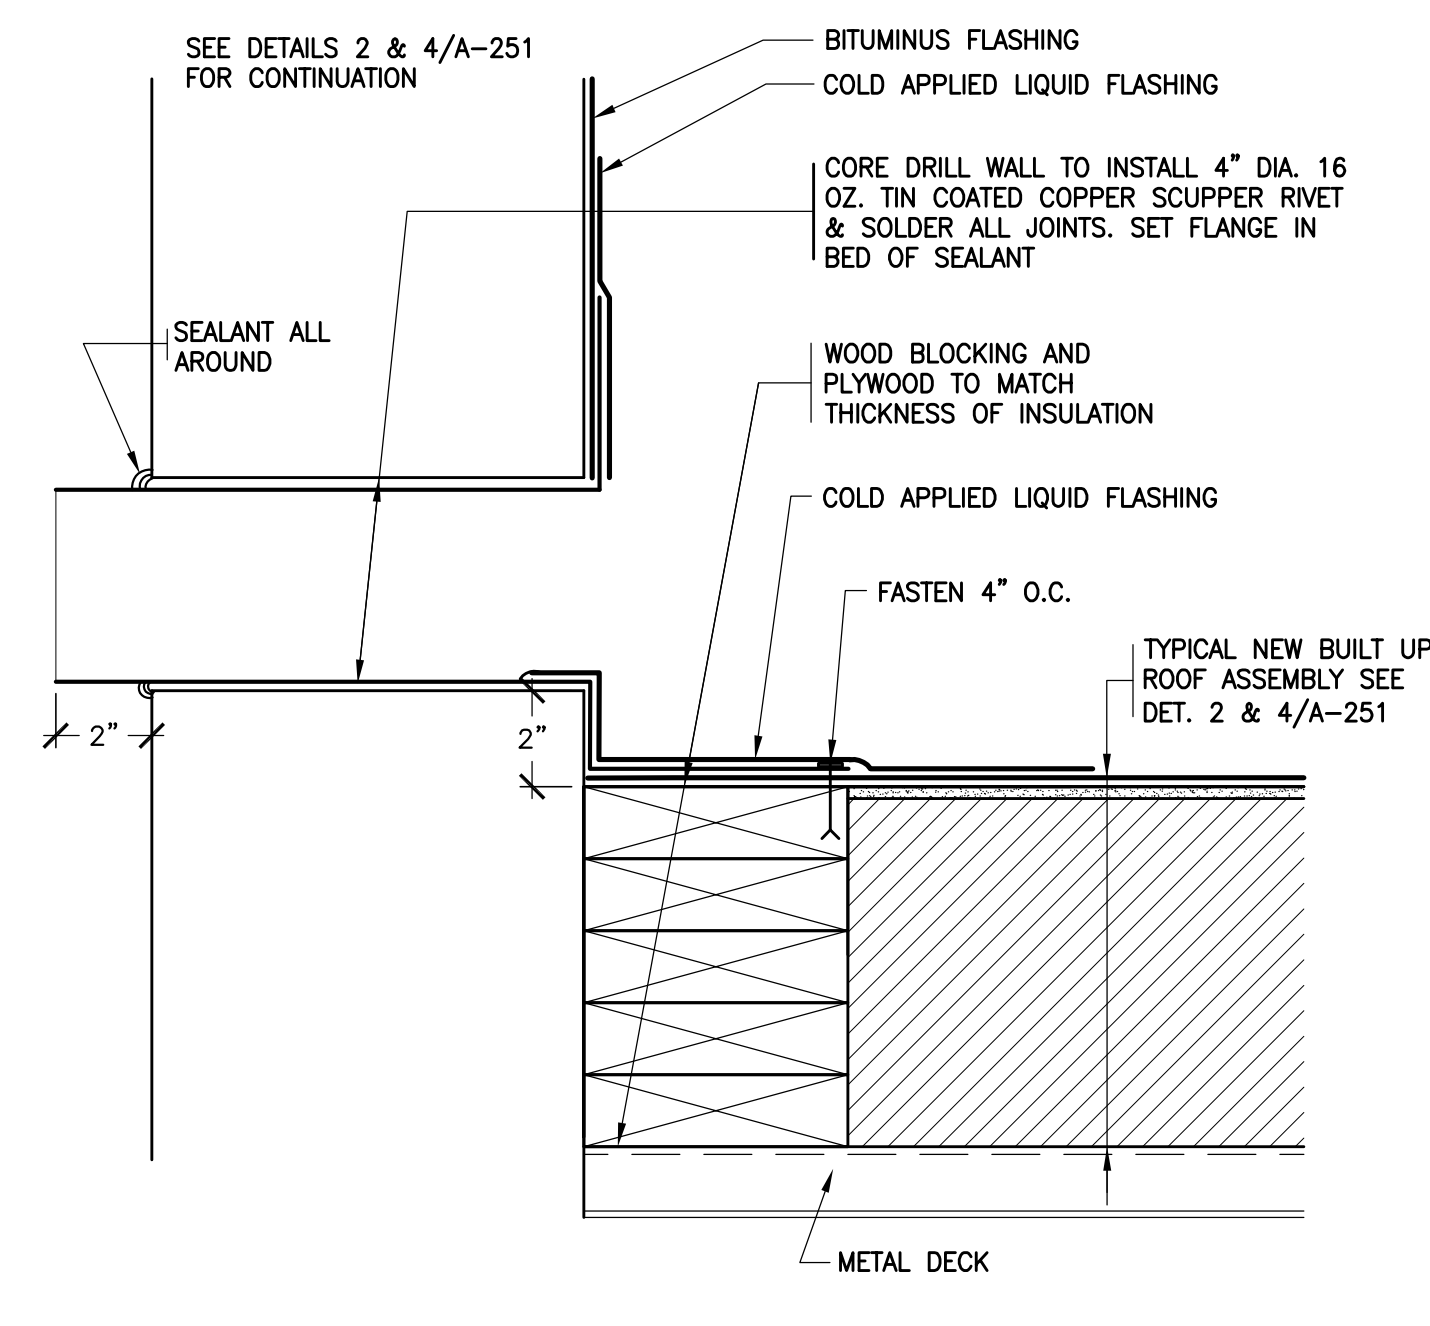 SEE DETAILS 2 & 4/A-251
FOR CONTINUATION
BITUMINUS FLASHING
COLD APPLIED LIQUID FLASHING
CORE DRILL WALL TO INSTALL 4" DIA. 16
OZ. TIN COATED COPPER SCUPPER RIVET
& SOLDER ALL JOINTS. SET FLANGE IN
BED OF SEALANT
SEALANT ALL
AROUND
WOOD BLOCKING AND
PLYWOOD TO MATCH
THICKNESS OF INSULATION
COLD APPLIED LIQUID FLASHING
FASTEN 4" O.C.
TYPICAL NEW BUILT UP
ROOF ASSEMBLY SEE
DET. 2 & 4/A-251
2"
2"
METAL DECK